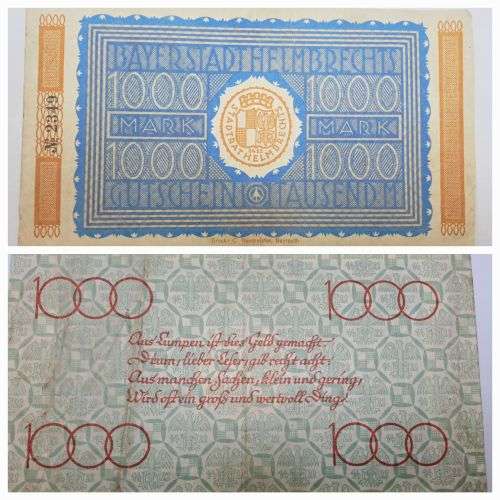 BAYER·STADT HELMBRECHTS
1000 1000
MARK MARK
1000 1000
STADTRAT HELMBRECHTS
GUTSCHEIN TAUSEND.M
№ 2349
Bayreuth
1000 1000
Aus Lumpen ist dies Geld gemacht
Drum, lieber Leser, gib recht acht:
Aus manchen Sachen, klein und gering,
Wird oft ein groß und wertvoll Ding!
1000 1000